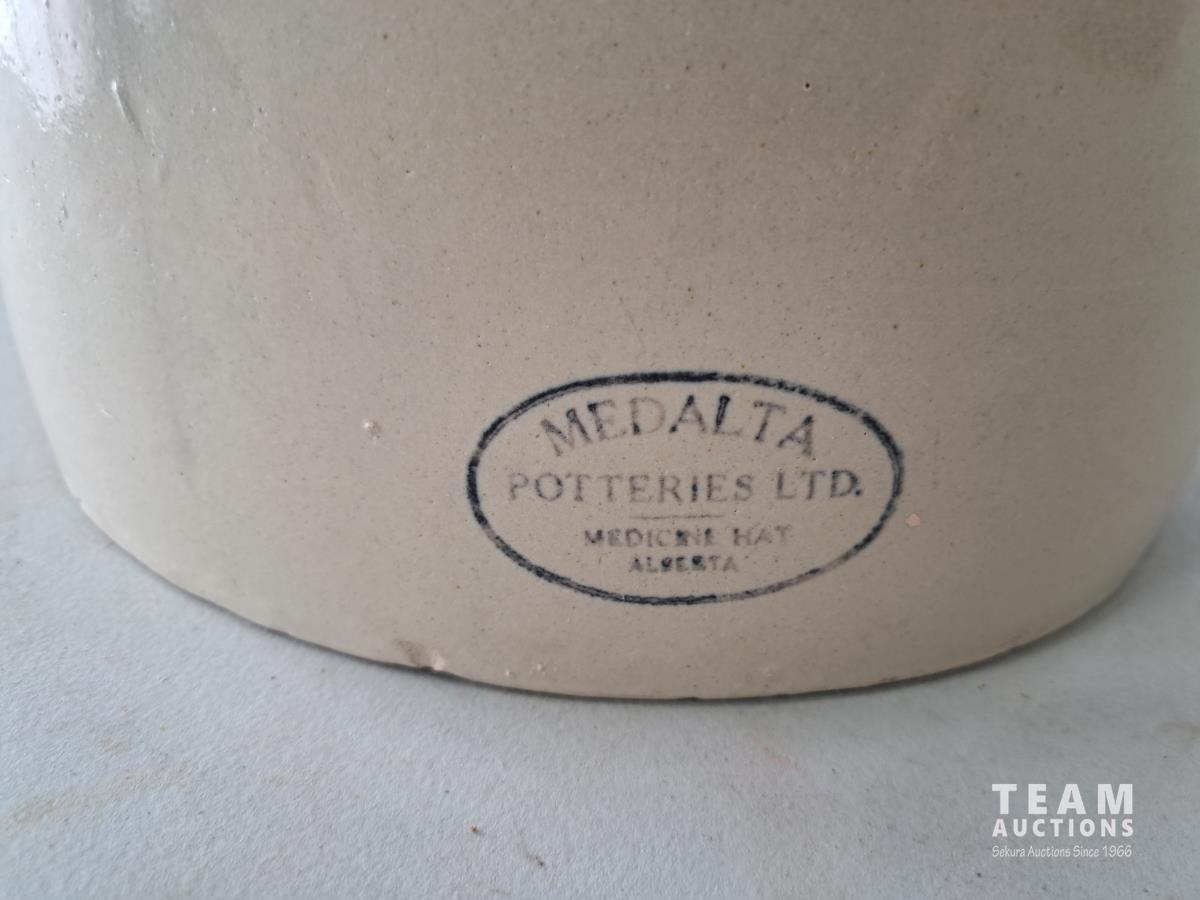 MEDALTA
POTTERIES LTD.
MEDICINE HAT
ALBERTA
TEAM
AUCTIONS
Sekura Auctions Since 1966